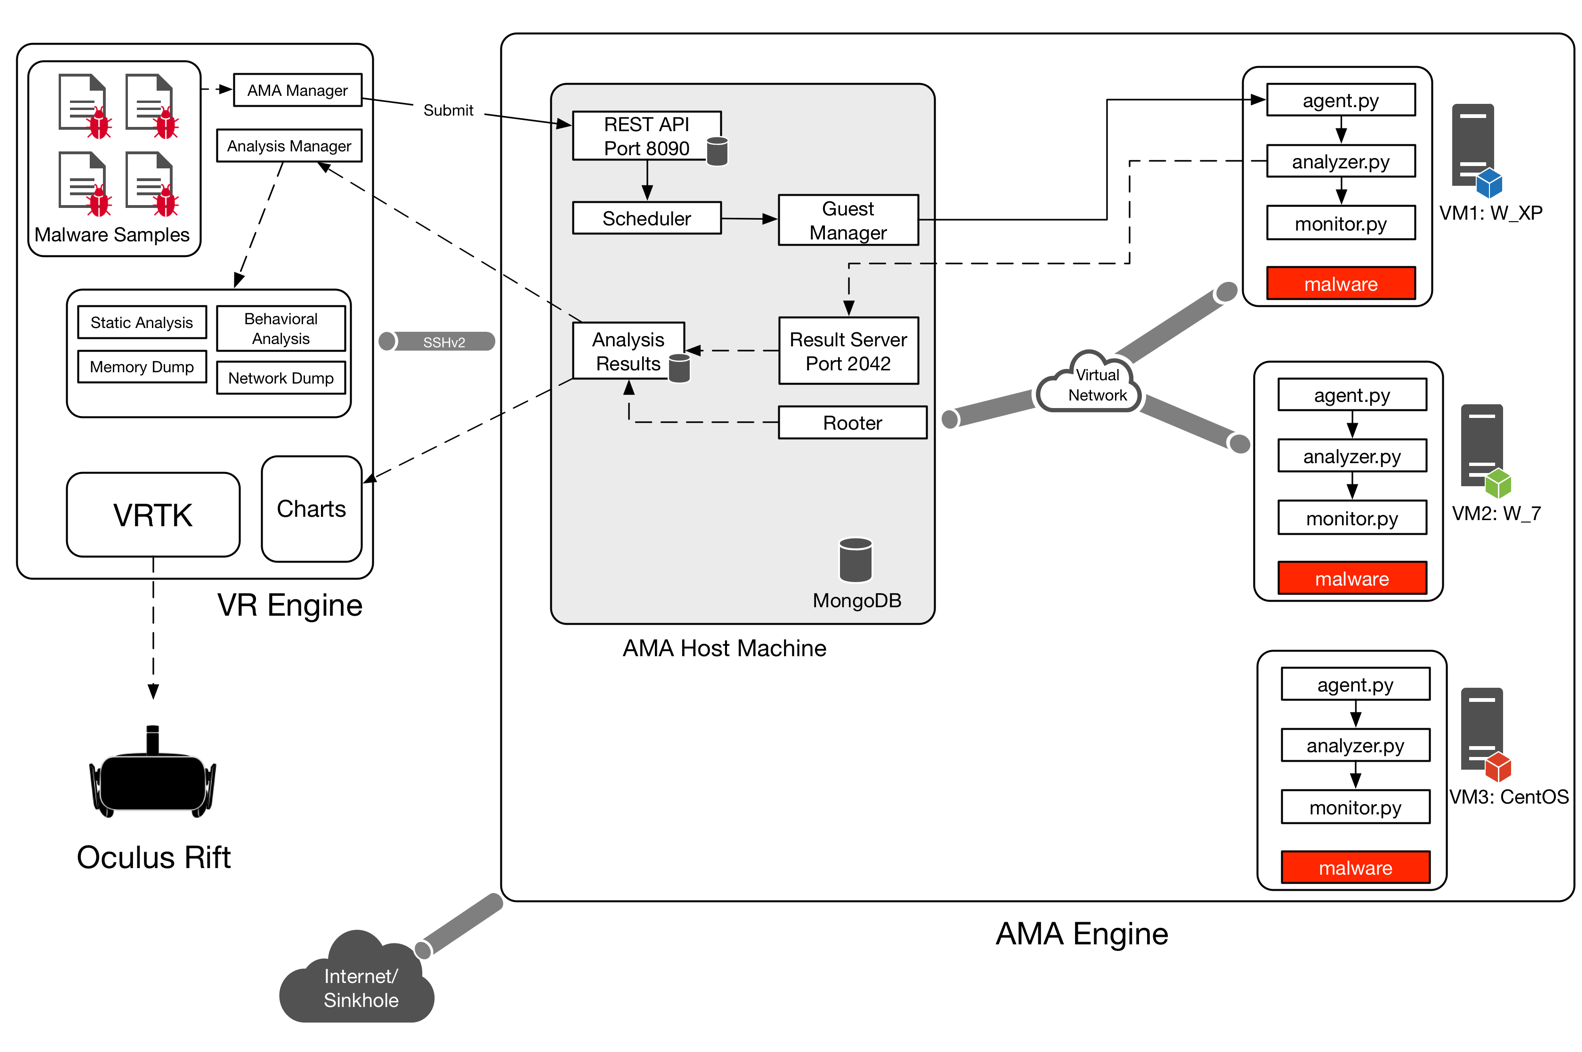 Malware Samples
AMA Manager
Analysis Manager
Submit
Static Analysis
Behavioral
Analysis
Memory Dump
Network Dump
SSHv2
VRTK
Charts
VR Engine
Oculus Rift
REST API
Port 8090
Scheduler
Guest
Manager
Analysis
Results
Result Server
Port 2042
Rooter
MongoDB
AMA Host Machine
Virtual
Network
agent.py
analyzer.py
monitor.py
malware
VM1: W_XP
agent.py
analyzer.py
monitor.py
malware
VM2: W_7
agent.py
analyzer.py
monitor.py
malware
VM3: CentOS
AMA Engine
Internet/
Sinkhole